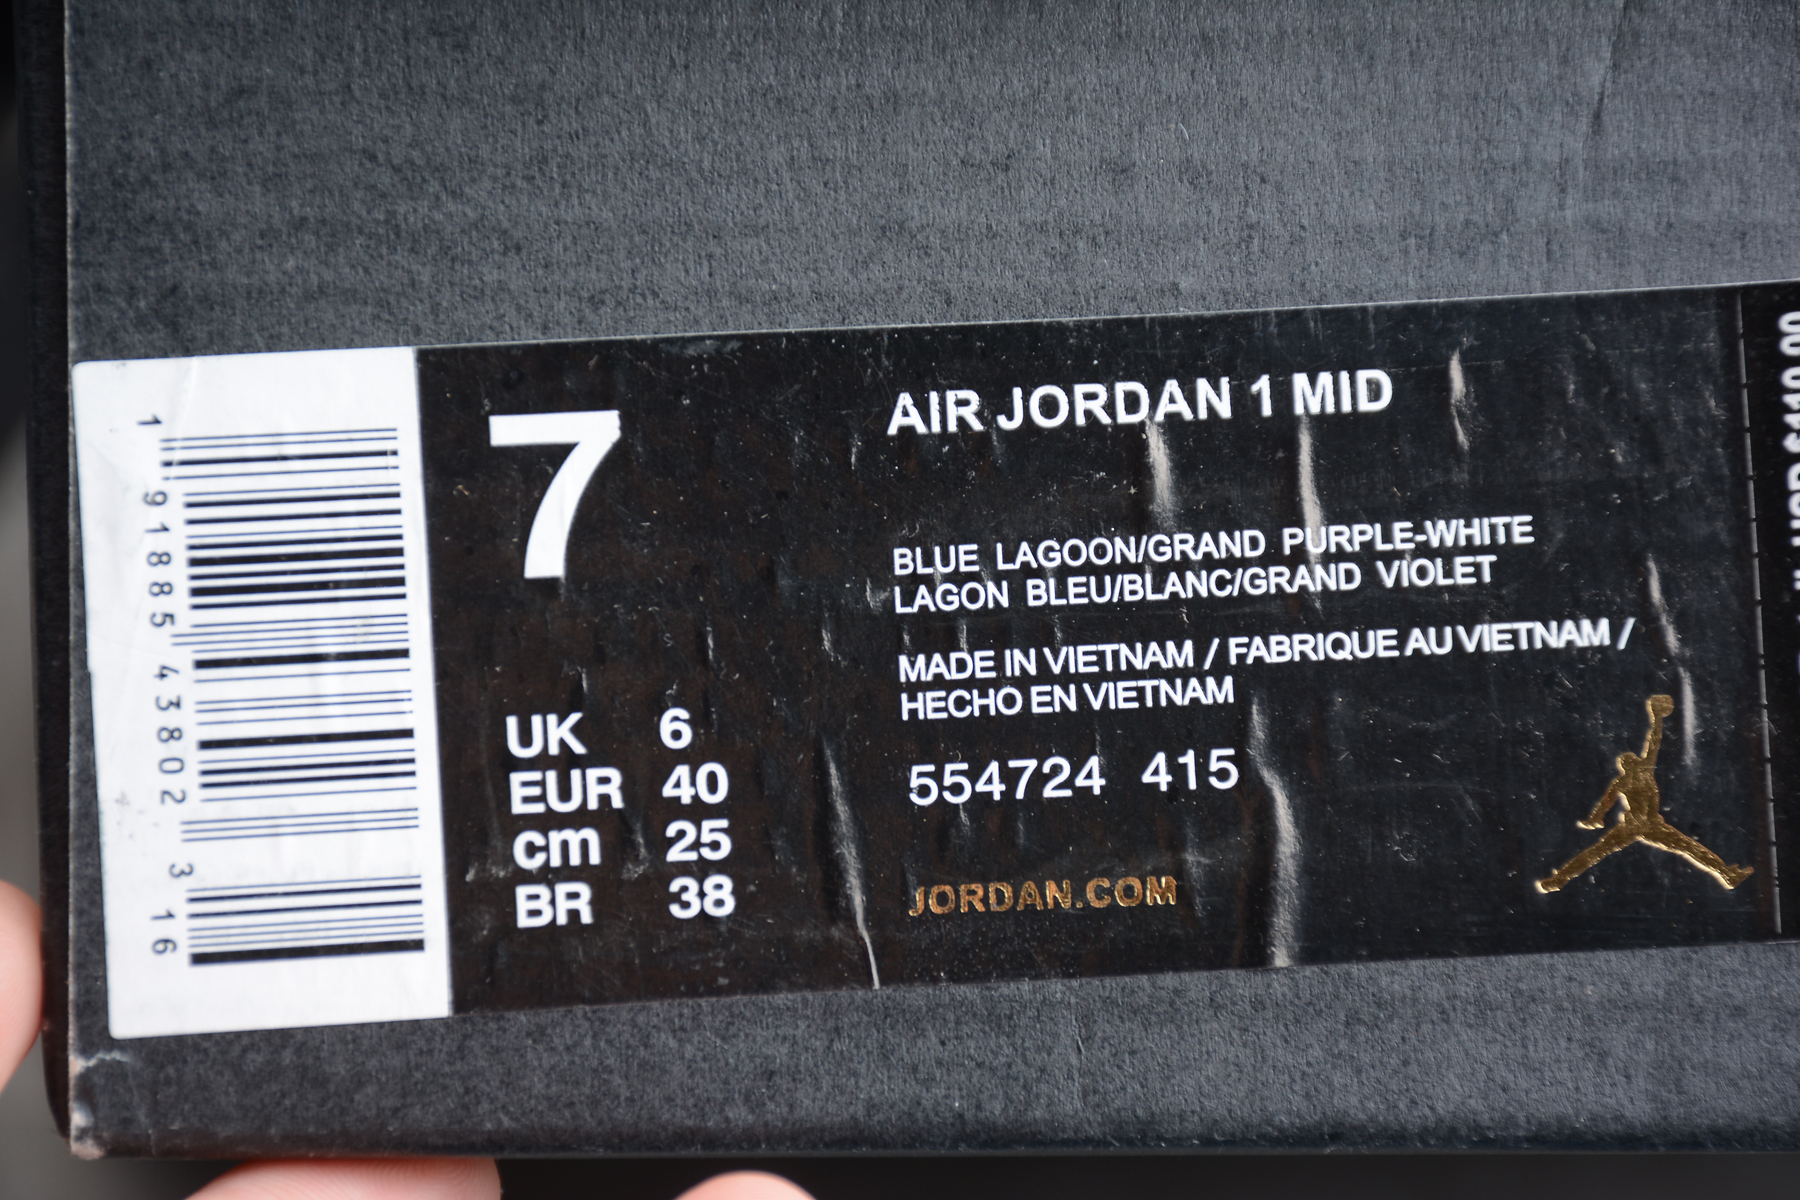 AIR JORDAN 1 MID
7
BLUE LAGOON/GRAND PURPLE-WHITE
LAGON BLEU/BLANC/GRAND VIOLET
MADE IN VIETNAM / FABRIQUE AU VIETNAM /
HECHO EN VIETNAM
UK 6
EUR 40
cm 25
BR 38
554724 415
JORDAN.COM
1 91885 43802 3 16